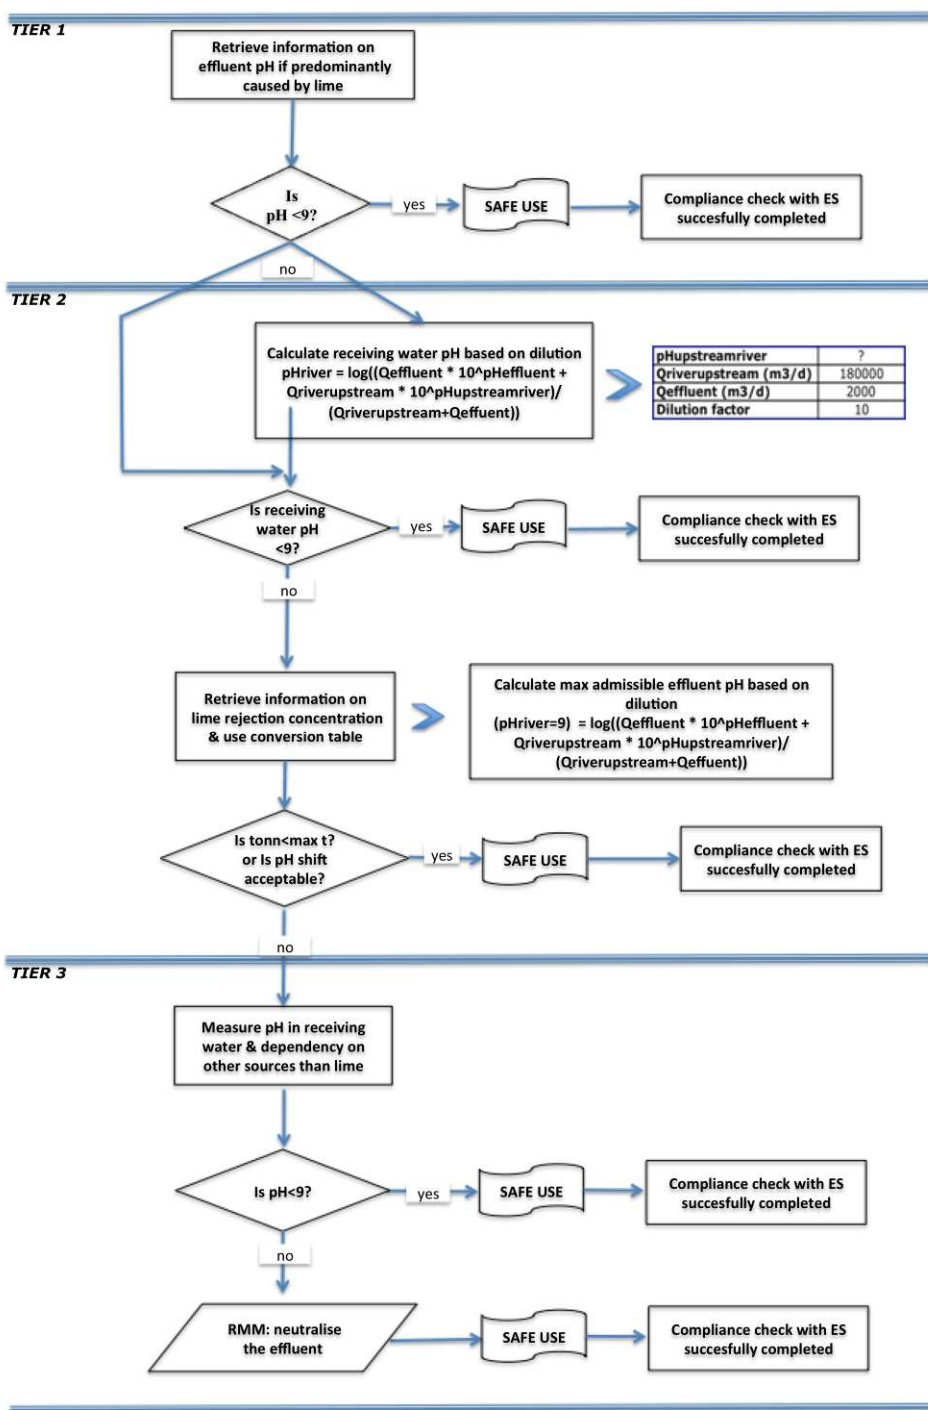 TIER 1
Retrieve information on
effluent pH if predominantly
caused by lime
Is
pH <9?
yes
SAFE USE
Compliance check with ES
succesfully completed
no
TIER 2
Calculate receiving water pH based on dilution
pHriver = log((Qeffluent * 10^pHeffluent +
Qriverupstream * 10^pHupstreamriver)/
(Qriverupstream+Qeffuent))
pHupstreamriver ?
Qriverupstream (m3/d) 180000
Qeffluent (m3/d) 2000
Dilution factor 10
Is receiving
water pH
<9?
yes
SAFE USE
Compliance check with ES
succesfully completed
no
Retrieve information on
lime rejection concentration
& use conversion table
Calculate max admissible effluent pH based on
dilution
(pHriver=9) = log((Qeffluent * 10^pHeffluent +
Qriverupstream * 10^pHupstreamriver)/
(Qriverupstream+Qeffuent))
Is tonn<max t?
or Is pH shift
acceptable?
yes
SAFE USE
Compliance check with ES
succesfully completed
no
TIER 3
Measure pH in receiving
water & dependency on
other sources than lime
Is pH<9?
yes
SAFE USE
Compliance check with ES
succesfully completed
no
RMM: neutralise
the effluent
SAFE USE
Compliance check with ES
succesfully completed